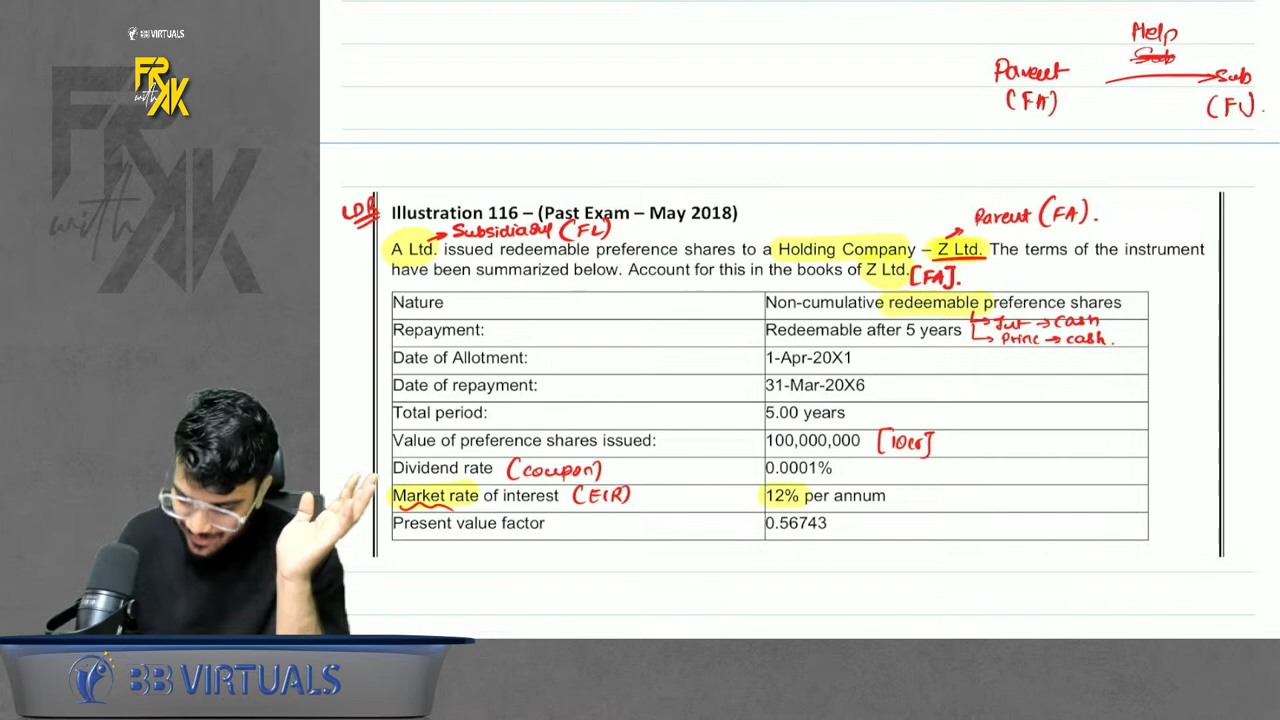 BB VIRTUALS
FR
with
AK
Help
Sub
Parent
Sub
(FA)
(FL)
LDR
Illustration 116 – (Past Exam – May 2018)
Parent (FA).
Subsidiary (FL)
A Ltd. issued redeemable preference shares to a Holding Company – Z Ltd. The terms of the instrument
have been summarized below. Account for this in the books of Z Ltd. [FA].
Nature Non-cumulative redeemable preference shares
Repayment: Redeemable after 5 years
Int → cash
Princ → cash.
Date of Allotment: 1-Apr-20X1
Date of repayment: 31-Mar-20X6
Total period: 5.00 years
Value of preference shares issued: 100,000,000 [10cr]
Dividend rate (coupon) 0.0001%
Market rate of interest (EIR) 12% per annum
Present value factor 0.56743
BB VIRTUALS